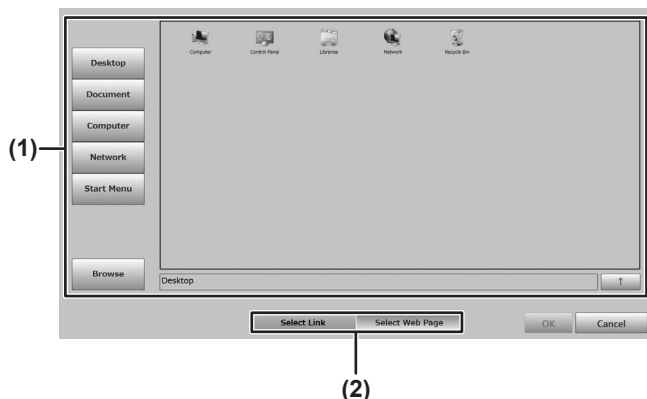 Computer
Control Panel
Libraries
Network
Recycle Bin
Desktop
Document
Computer
(1)
Network
Start Menu
Browse
Desktop
↑
Select Link
Select Web Page
OK
Cancel
(2)